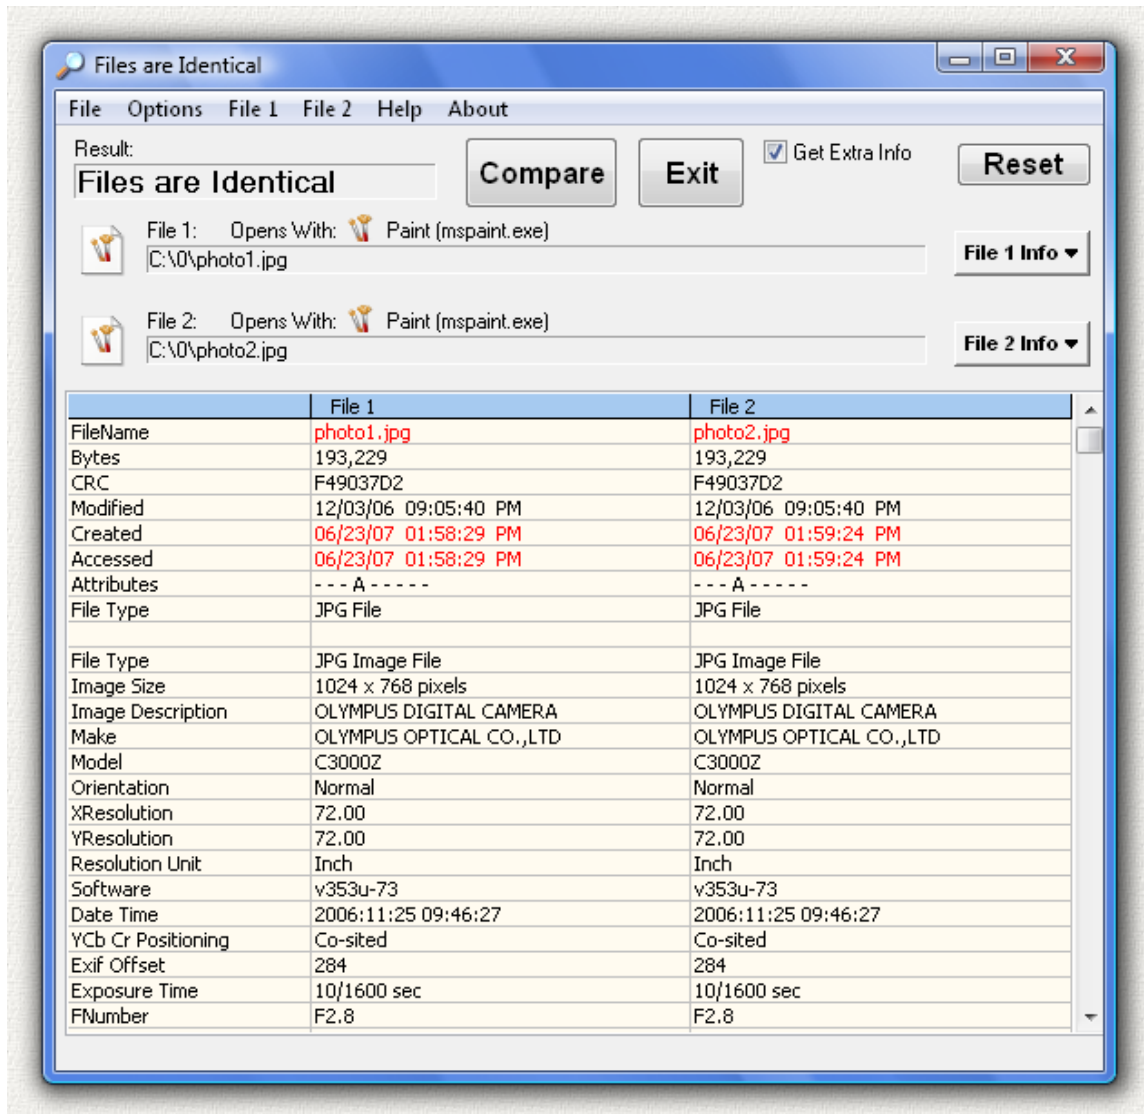 Files are Identical
File Options File 1 File 2 Help About
Result:
Files are Identical
Compare
Exit
Get Extra Info
Reset
File 1: Opens With: Paint (mspaint.exe)
C:\0\photo1.jpg
File 1 Info
File 2: Opens With: Paint (mspaint.exe)
C:\0\photo2.jpg
File 2 Info
File 1 File 2
FileName photo1.jpg photo2.jpg
Bytes 193,229 193,229
CRC F49037D2 F49037D2
Modified 12/03/06 09:05:40 PM 12/03/06 09:05:40 PM
Created 06/23/07 01:58:29 PM 06/23/07 01:59:24 PM
Accessed 06/23/07 01:58:29 PM 06/23/07 01:59:24 PM
Attributes - - - A - - - - - - - - A - - - - -
File Type JPG File JPG File
File Type JPG Image File JPG Image File
Image Size 1024 x 768 pixels 1024 x 768 pixels
Image Description OLYMPUS DIGITAL CAMERA OLYMPUS DIGITAL CAMERA
Make OLYMPUS OPTICAL CO.,LTD OLYMPUS OPTICAL CO.,LTD
Model C3000Z C3000Z
Orientation Normal Normal
XResolution 72.00 72.00
YResolution 72.00 72.00
Resolution Unit Inch Inch
Software v353u-73 v353u-73
Date Time 2006:11:25 09:46:27 2006:11:25 09:46:27
YCb Cr Positioning Co-sited Co-sited
Exif Offset 284 284
Exposure Time 10/1600 sec 10/1600 sec
FNumber F2.8 F2.8